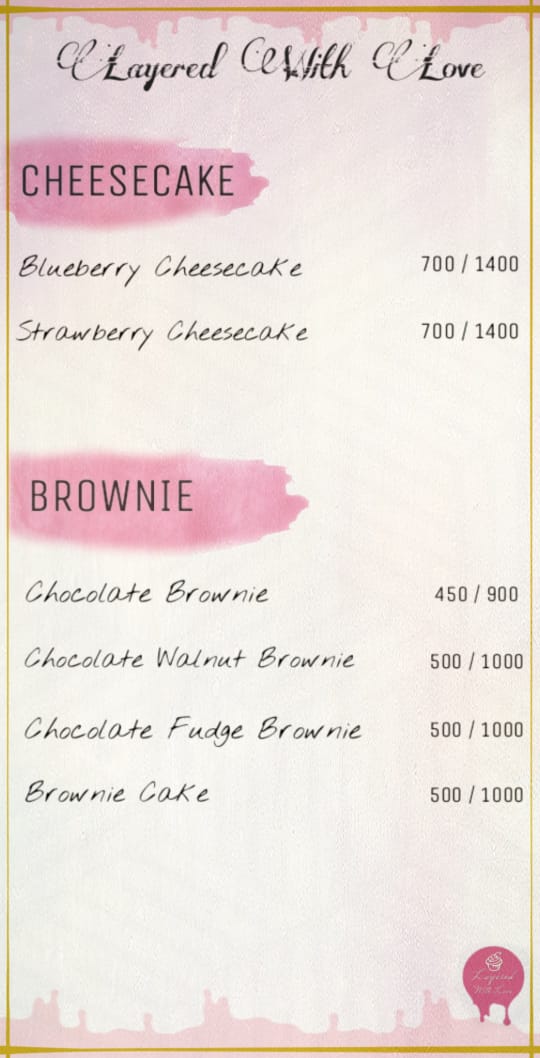 Layered With Love
CHEESECAKE
Blueberry Cheesecake 700 / 1400
Strawberry Cheesecake 700 / 1400
BROWNIE
Chocolate Brownie 450 / 900
Chocolate Walnut Brownie 500 / 1000
Chocolate Fudge Brownie 500 / 1000
Brownie Cake 500 / 1000
Layered
With Love